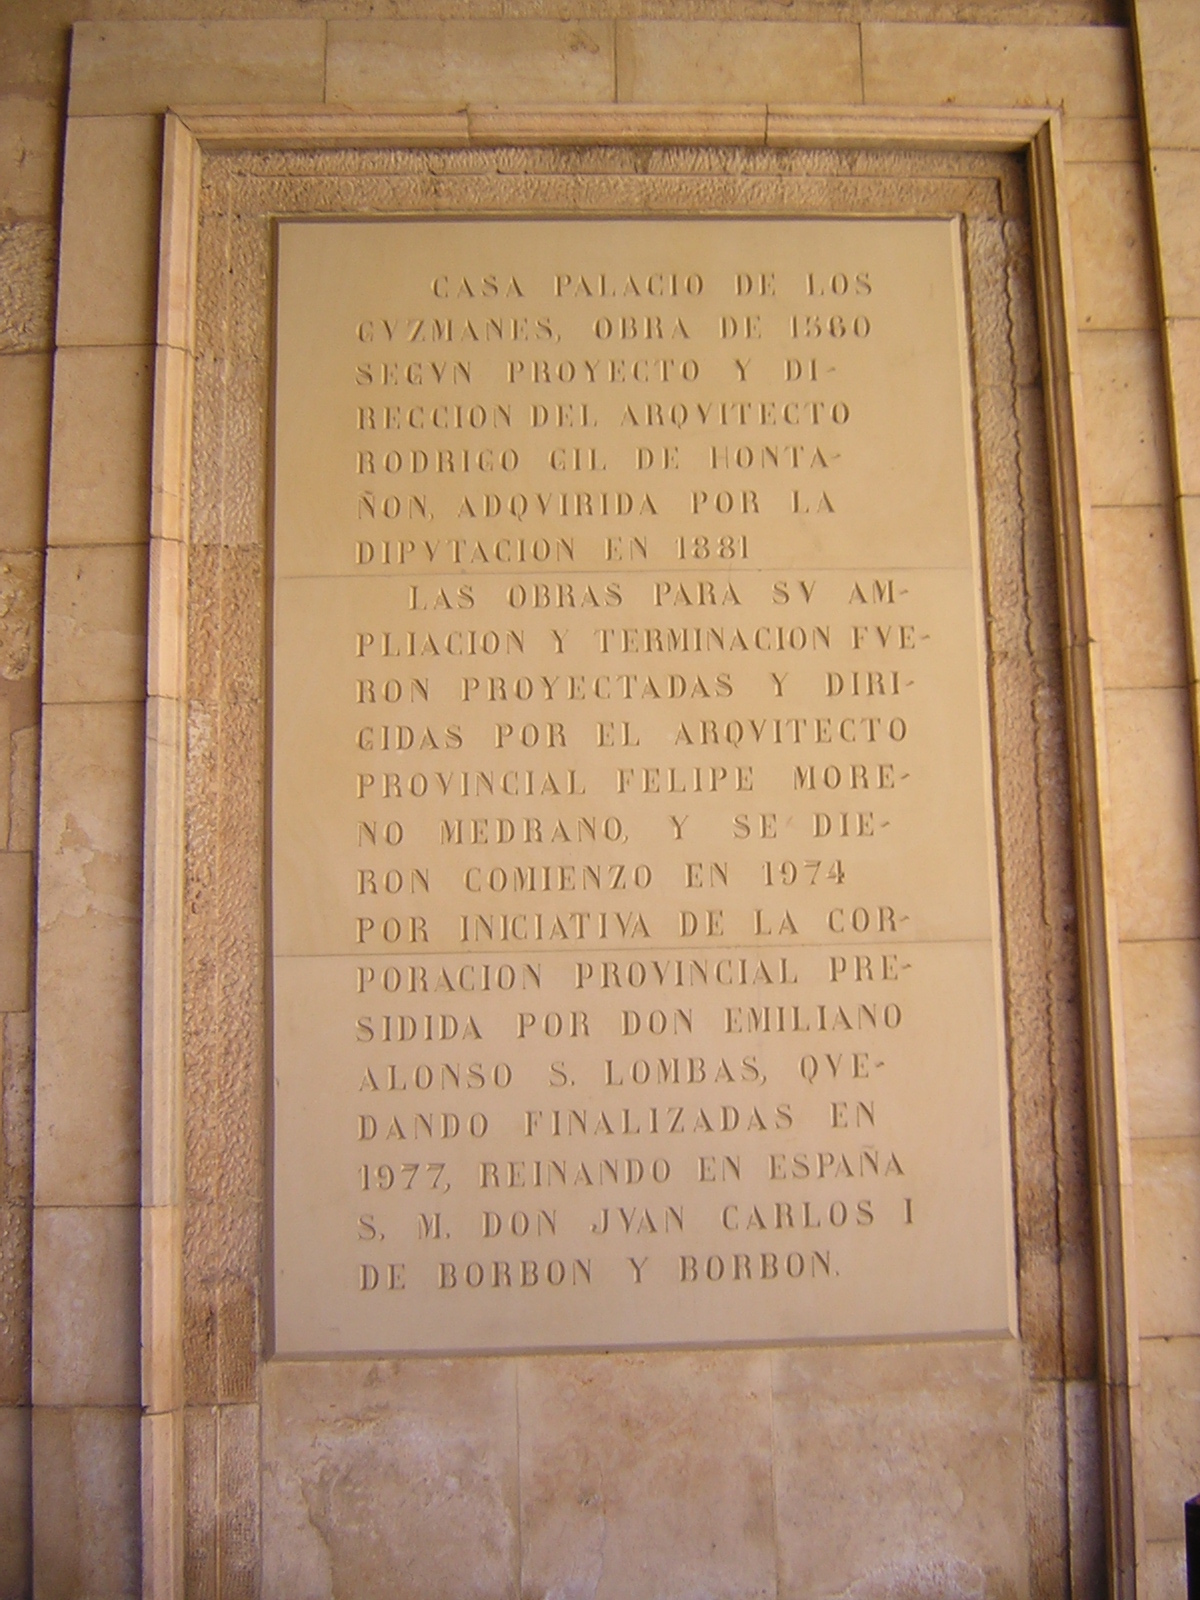 CASA PALACIO DE LOS
GVZMANES, OBRA DE 1560
SEGVN PROYECTO Y DI-
RECCION DEL ARQVITECTO
RODRIGO GIL DE HONTA-
ÑON, ADQVIRIDA POR LA
DIPVTACION EN 1881
LAS OBRAS PARA SV AM-
PLIACION Y TERMINACION FVE-
RON PROYECTADAS Y DIRI-
GIDAS POR EL ARQVITECTO
PROVINCIAL FELIPE MORE-
NO MEDRANO, Y SE DIE-
RON COMIENZO EN 1974
POR INICIATIVA DE LA COR-
PORACION PROVINCIAL PRE-
SIDIDA POR DON EMILIANO
ALONSO S. LOMBAS, QVE-
DANDO FINALIZADAS EN
1977, REINANDO EN ESPAÑA
S. M. DON JVAN CARLOS I
DE BORBON Y BORBON.